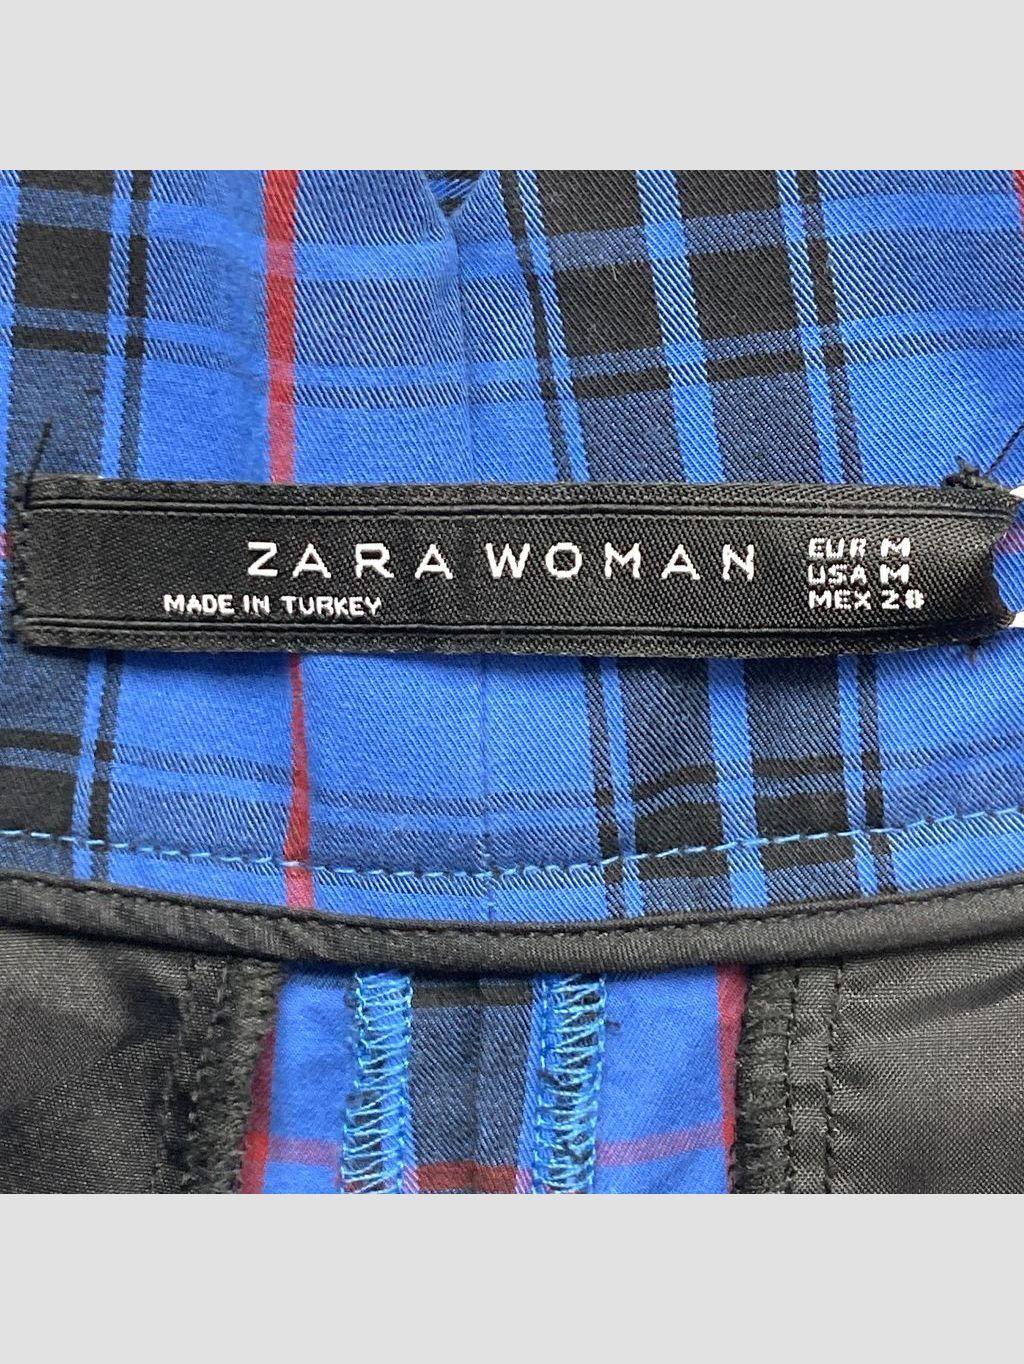 ZARA WOMAN
MADE IN TURKEY
EUR M
USA M
MEX 28